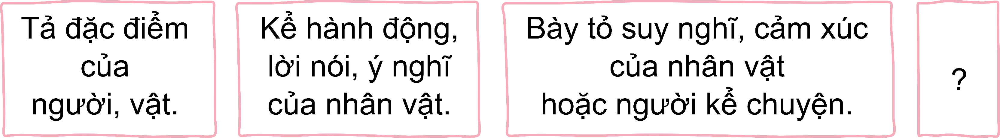 Tả đặc điểm
của
người, vật.
Kể hành động,
lời nói, ý nghĩ
của nhân vật.
Bày tỏ suy nghĩ, cảm xúc
của nhân vật
hoặc người kể chuyện.
?